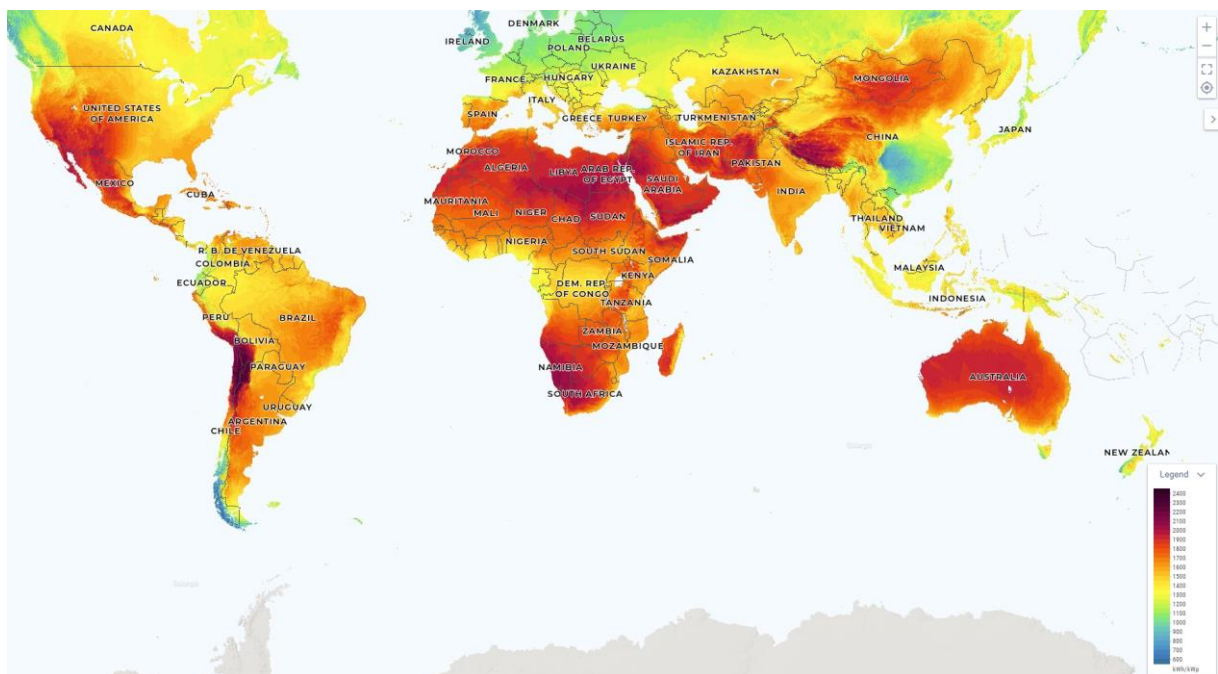 CANADA
DENMARK
IRELAND
BELARUS
POLAND
UKRAINE
FRANCE
HUNGARY
KAZAKHSTAN
MONGOLIA
ITALY
UNITED STATES
OF AMERICA
SPAIN
GREECE
TURKEY
TURKMENISTAN
JAPAN
CHINA
ISLAMIC REP.
OF IRAN
MOROCCO
ALGERIA
LIBYA
ARAB REP.
OF EGYPT
PAKISTAN
MEXICO
SAUDI
ARABIA
INDIA
CUBA
MAURITANIA
MALI
NIGER
CHAD
SUDAN
THAILAND
VIETNAM
NIGERIA
R. B. DE VENEZUELA
SOUTH SUDAN
SOMALIA
COLOMBIA
MALAYSIA
KENYA
ECUADOR
DEM. REP.
OF CONGO
TANZANIA
INDONESIA
PERU
BRAZIL
ZAMBIA
BOLIVIA
MOZAMBIQUE
PARAGUAY
NAMIBIA
AUSTRALIA
SOUTH AFRICA
URUGUAY
ARGENTINA
CHILE
NEW ZEALAN
Legend
2400
2300
2200
2100
2000
1900
1800
1700
1600
1500
1400
1300
1200
1100
1000
900
800
700
600
kWh/kWp